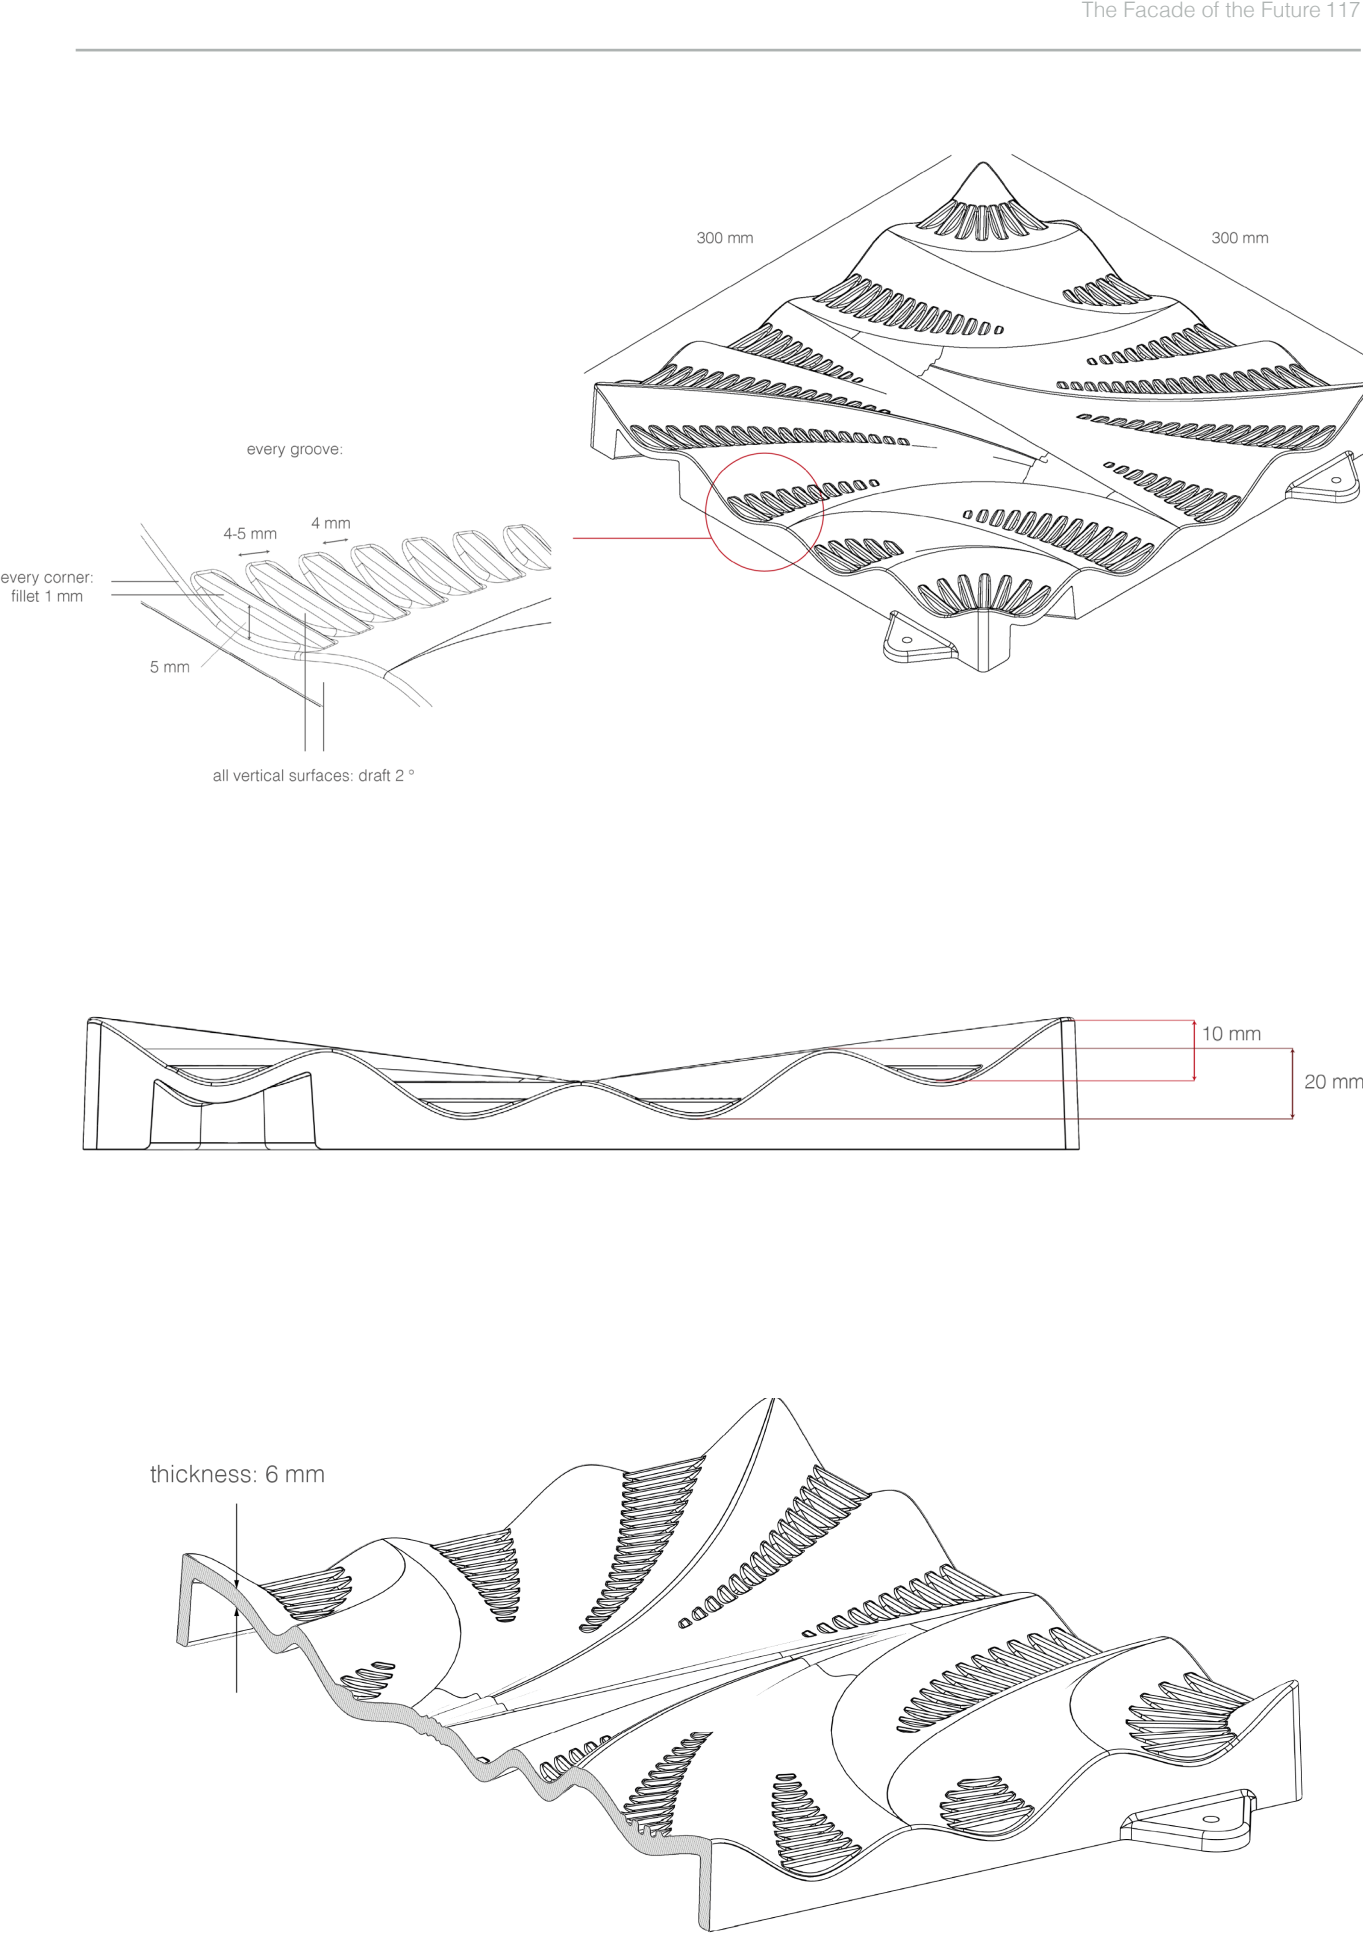 The Facade of the Future 117
300 mm
300 mm
every groove:
4-5 mm
4 mm
every corner:
fillet 1 mm
5 mm
all vertical surfaces: draft 2 °
10 mm
20 mm
thickness: 6 mm